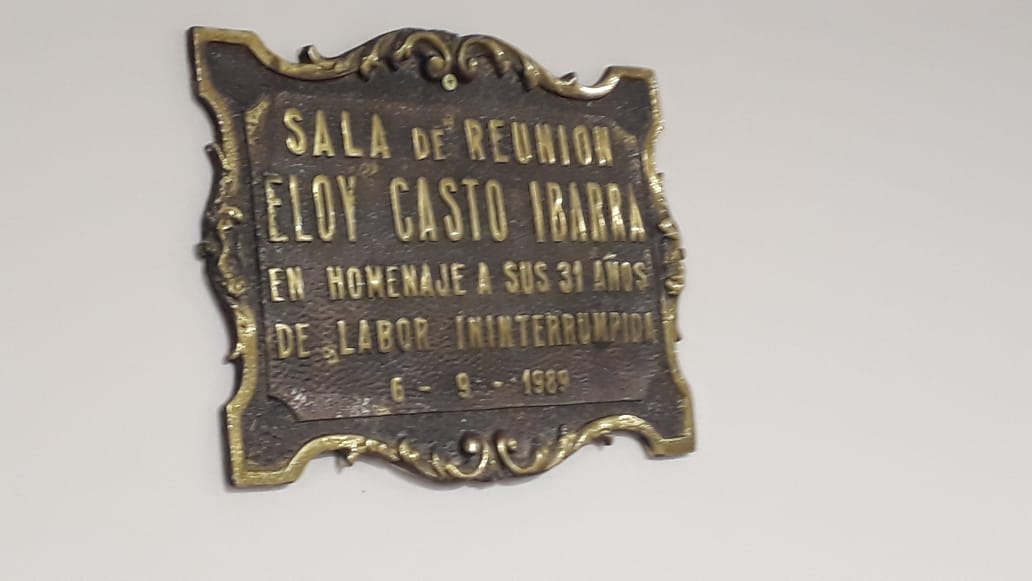 SALA DE REUNION
ELOY CASTO IBARRA
EN HOMENAJE A SUS 31 AÑOS
DE LABOR ININTERRUMPIDA
6 - 9 - 1989